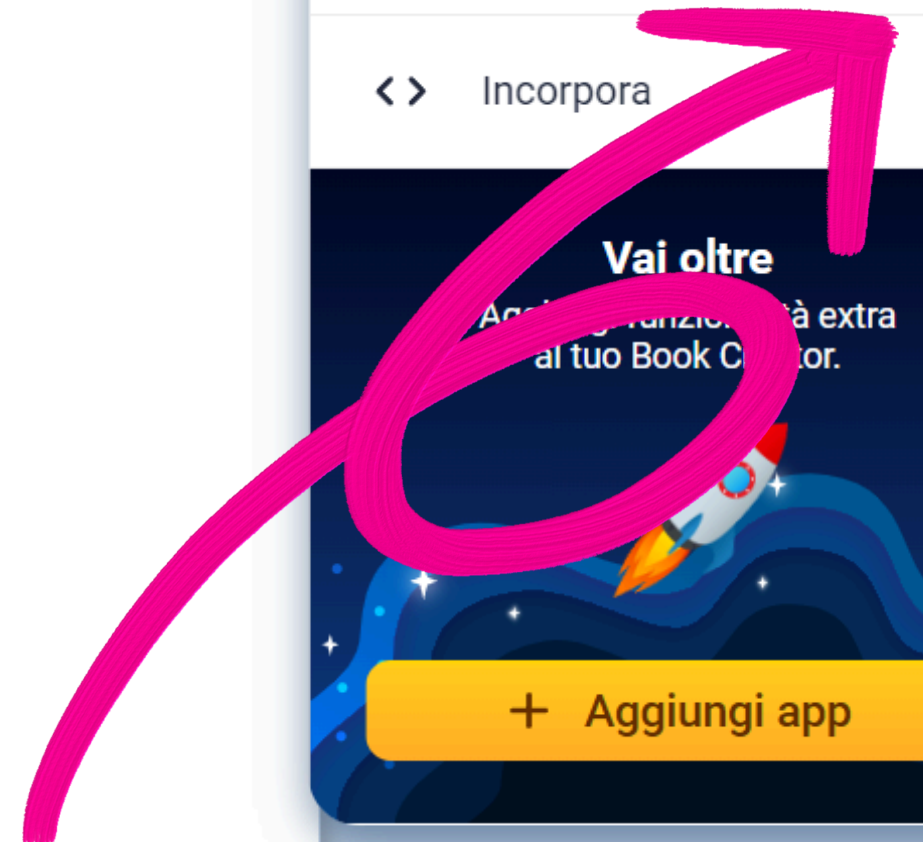 < > Incorpora
Vai oltre
extra
al tuo Book
+ Aggiungi app